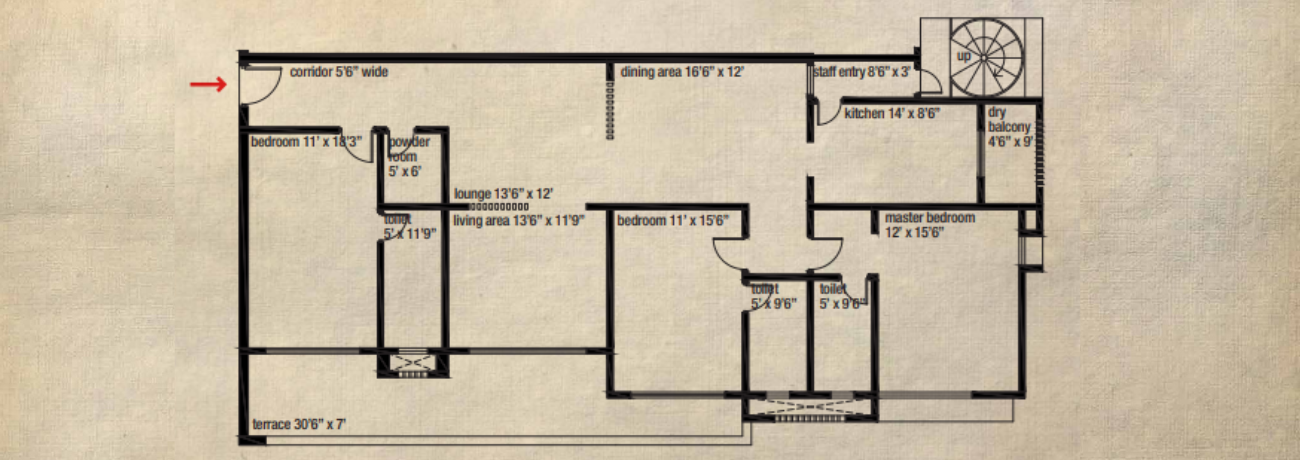 corridor 5'6" wide
dining area 16'6" x 12'
staff entry 8'6" x 3'
up
kitchen 14' x 8'6"
dry
balcony
4'6" x 9'
bedroom 11' x 18'3"
powder
room
5' x 6'
lounge 13'6" x 12'
living area 13'6" x 11'9"
toilet
5' x 11'9"
bedroom 11' x 15'6"
master bedroom
12' x 15'6"
toilet
5' x 9'6"
toilet
5' x 9'6"
terrace 30'6" x 7'